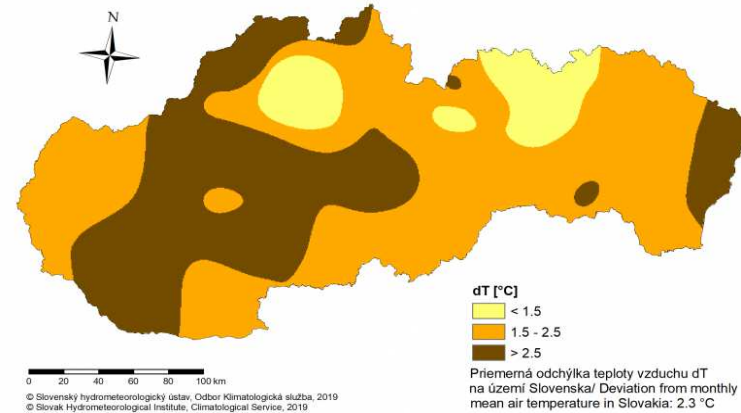 N
dT [°C]
< 1.5
1.5 - 2.5
> 2.5
0 20 40 60 80 100 km
Priemerná odchýlka teploty vzduchu dT
na území Slovenska/ Deviation from monthly
mean air temperature in Slovakia: 2.3 °C
© Slovenský hydrometeorologický ústav, Odbor Klimatologická služba, 2019
© Slovak Hydrometeorological Institute, Climatological Service, 2019